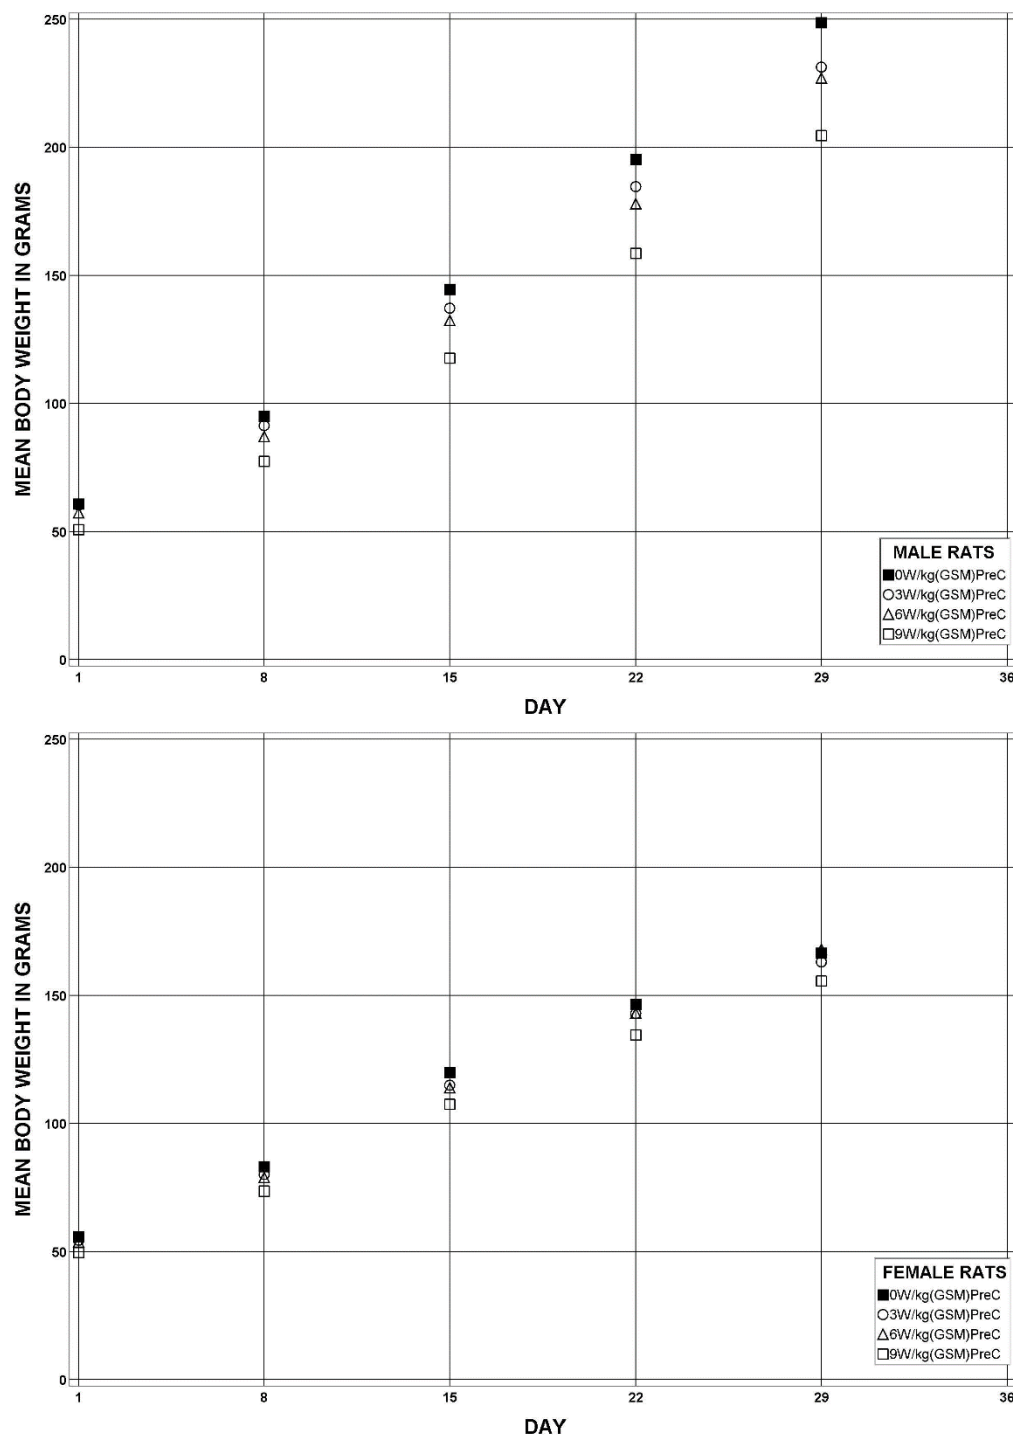 250
200
150
100
50
0
MEAN BODY WEIGHT IN GRAMS
MALE RATS
0W/kg(GSM)PreC
3W/kg(GSM)PreC
6W/kg(GSM)PreC
9W/kg(GSM)PreC
1 8 15 22 29 36
DAY
250
200
150
100
50
0
MEAN BODY WEIGHT IN GRAMS
FEMALE RATS
0W/kg(GSM)PreC
3W/kg(GSM)PreC
6W/kg(GSM)PreC
9W/kg(GSM)PreC
1 8 15 22 29 36
DAY